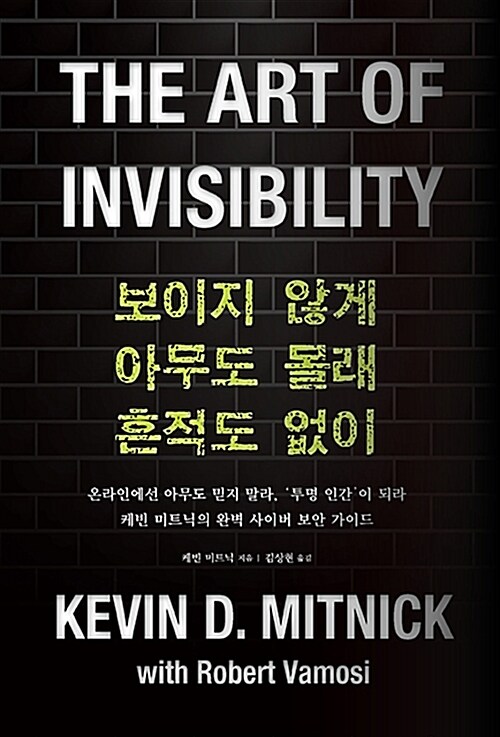 THE ART OF
INVISIBILITY
보이지 않게
아무도 몰래
흔적도 없이
온라인에선 아무도 믿지 말라, '투명 인간'이 되라
케빈 미트닉의 완벽 사이버 보안 가이드
케빈 미트닉 지음 | 김상현 옮김
KEVIN D. MITNICK
with Robert Vamosi